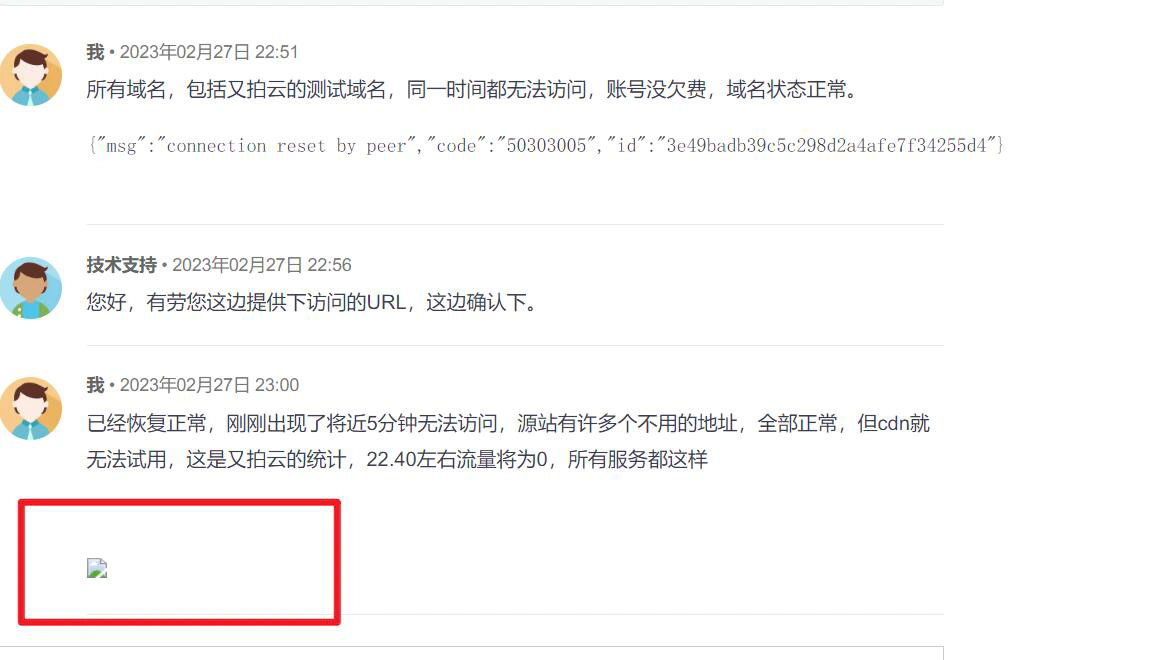 我 • 2023年02月27日 22:51
所有域名，包括又拍云的测试域名，同一时间都无法访问，账号没欠费，域名状态正常。
{"msg":"connection reset by peer","code":"50303005","id":"3e49badb39c5c298d2a4afe7f34255d4"}
技术支持 • 2023年02月27日 22:56
您好，有劳您这边提供下访问的URL，这边确认下。
我 • 2023年02月27日 23:00
已经恢复正常，刚刚出现了将近5分钟无法访问，源站有许多个不用的地址，全部正常，但cdn就
无法试用，这是又拍云的统计，22.40左右流量将为0，所有服务都这样